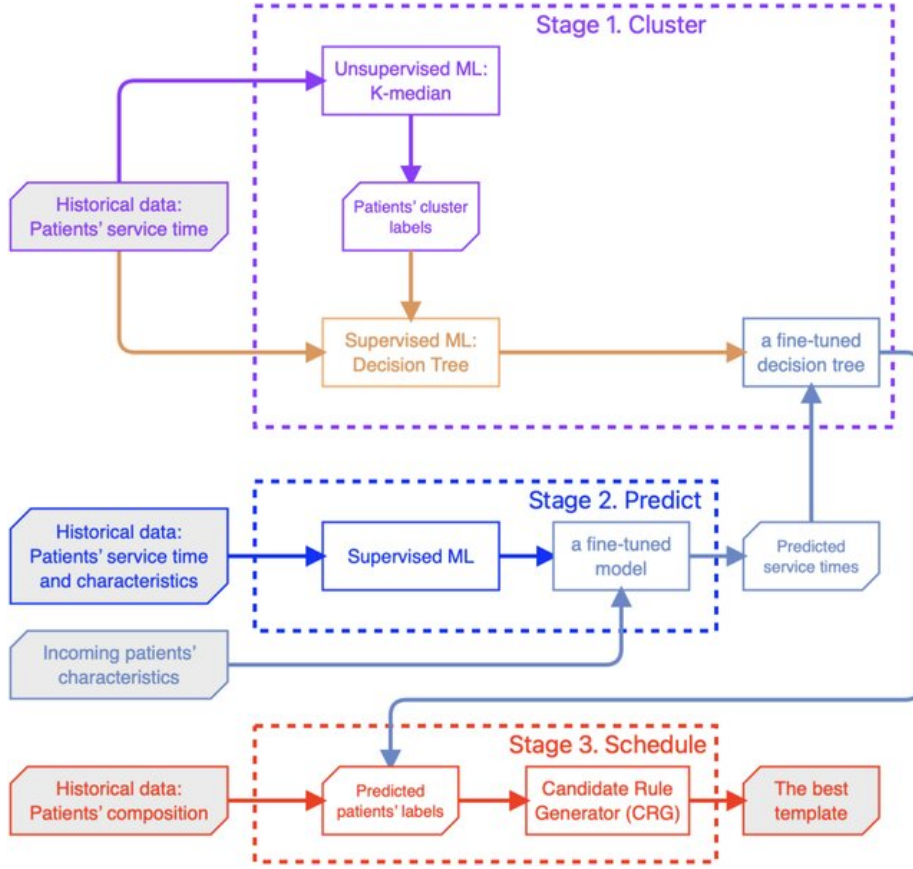 Stage 1. Cluster
Unsupervised ML:
K-median
Historical data:
Patients’ service time
Patients’ cluster
labels
Supervised ML:
Decision Tree
a fine-tuned
decision tree
Stage 2. Predict
Historical data:
Patients’ service time
and characteristics
Supervised ML
a fine-tuned
model
Predicted
service times
Incoming patients’
characteristics
Stage 3. Schedule
Historical data:
Patients’ composition
Predicted
patients’ labels
Candidate Rule
Generator (CRG)
The best
template